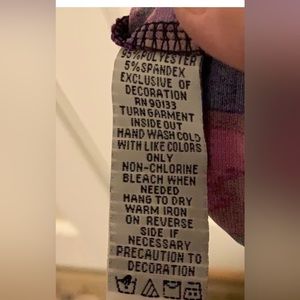 95% POLYESTER
5% SPANDEX
EXCLUSIVE OF
DECORATION
RN 90133
TURN GARMENT
INSIDE OUT
HAND WASH COLD
WITH LIKE COLORS
ONLY
NON-CHLORINE
BLEACH WHEN
NEEDED
HANG TO DRY
WARM IRON
ON REVERSE
SIDE IF
NECESSARY
PRECAUTION TO
DECORATION